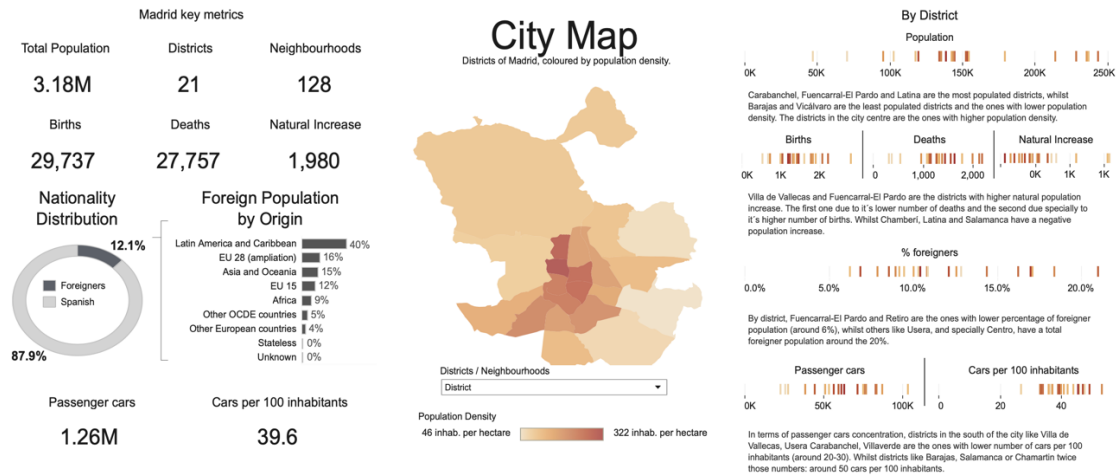 Madrid key metrics
Total Population
Districts
Neighbourhoods
3.18M
21
128
Births
Deaths
Natural Increase
29,737
27,757
1,980
Nationality
Distribution
12.1%
Foreigners
Spanish
87.9%
Foreign Population
by Origin
Latin America and Caribbean 40%
EU 28 (ampliation) 16%
Asia and Oceania 15%
EU 15 12%
Africa 9%
Other OCDE countries 5%
Other European countries 4%
Stateless 0%
Unknown 0%
Passenger cars
Cars per 100 inhabitants
1.26M
39.6
City Map
Districts of Madrid, coloured by population density.
Districts / Neighbourhoods
District
Population Density
46 inhab. per hectare 322 inhab. per hectare
By District
Population
0K 50K 100K 150K 200K 250K
Carabanchel, Fuencarral-El Pardo and Latina are the most populated districts, whilst
Barajas and Vicálvaro are the least populated districts and the ones with lower population
density. The districts in the city centre are the ones with higher population density.
Births Deaths Natural Increase
0K 1K 2K 0 1,000 2,000 0K 1K 1K
Villa de Vallecas and Fuencarral-El Pardo are the districts with higher natural population
increase. The first one due to it´s lower number of deaths and the second due specially to
it´s higher number of births. Whilst Chamberí, Latina and Salamanca have a negative
population increase.
% foreigners
0.0% 5.0% 10.0% 15.0% 20.0%
By district, Fuencarral-El Pardo and Retiro are the ones with lower percentage of foreigner
population (around 6%), whilst others like Usera, and specially Centro, have a total
foreigner population around the 20%.
Passenger cars Cars per 100 inhabitants
0K 50K 100K 0 20 40
In terms of passenger cars concentration, districts in the south of the city like Villa de
Vallecas, Usera Carabanchel, Villaverde are the ones with lower number of cars per 100
inhabitants (around 20-30). Whilst districts like Barajas, Salamanca or Chamartin twice
those numbers: around 50 cars per 100 inhabitants.